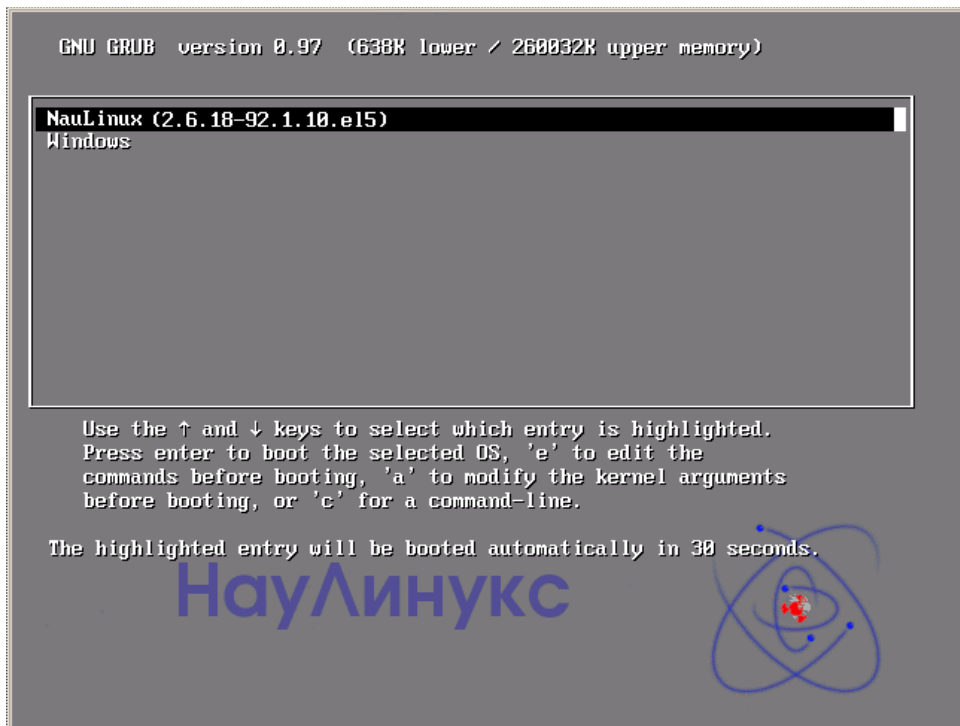 GNU GRUB version 0.97 (638K lower / 260032K upper memory)
NauLinux (2.6.18-92.1.10.el5)
Windows
Use the ↑ and ↓ keys to select which entry is highlighted.
Press enter to boot the selected OS, 'e' to edit the
commands before booting, 'a' to modify the kernel arguments
before booting, or 'c' for a command-line.
The highlighted entry will be booted automatically in 30 seconds.
НауЛинукс